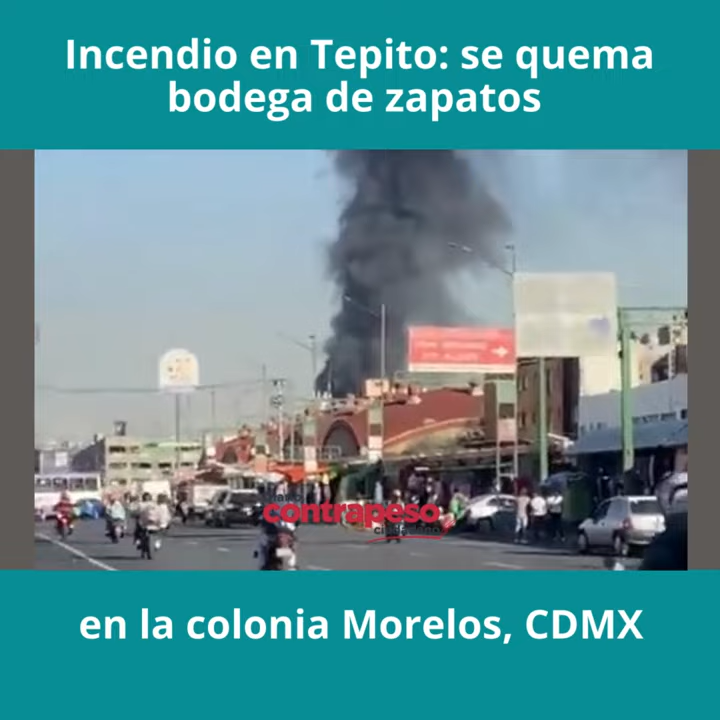 Incendio en Tepito: se quema
bodega de zapatos
contrapeso
en la colonia Morelos, CDMX